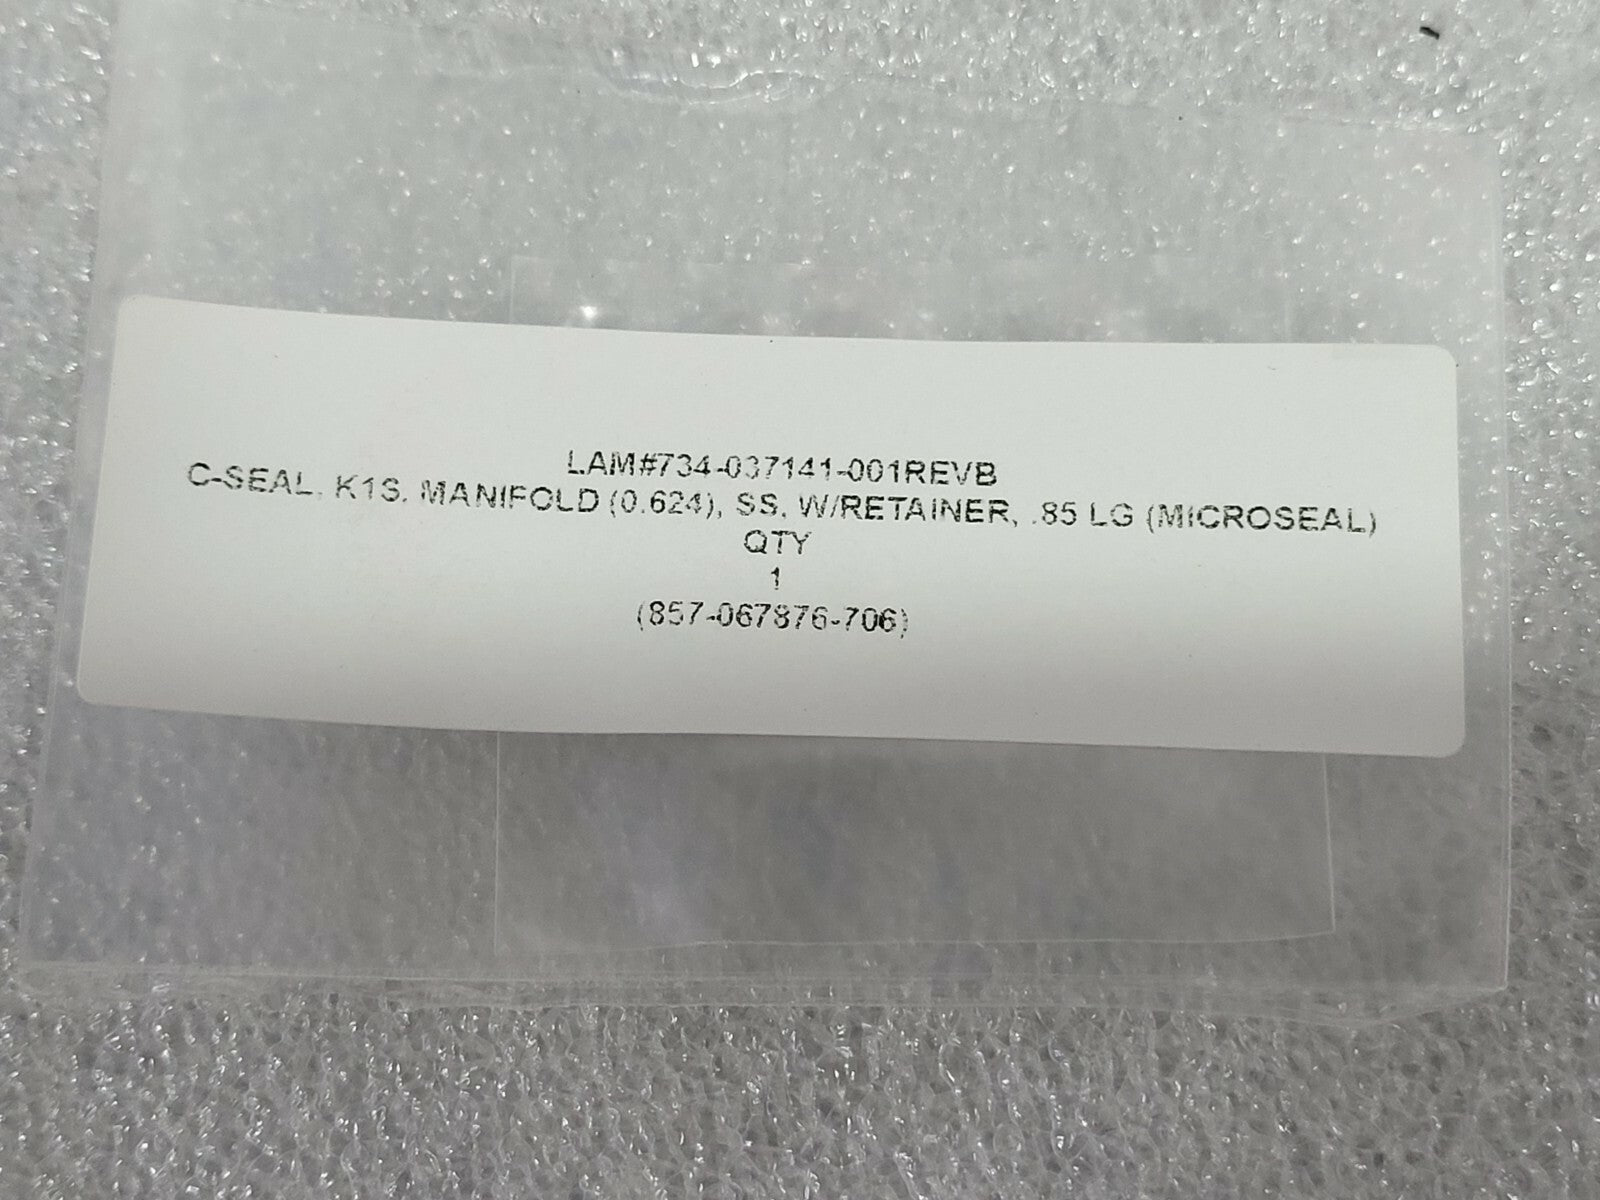 LAM#734-037141-001REVB
C-SEAL, K1S, MANIFOLD (0.624), SS, W/RETAINER, .85 LG (MICROSEAL)
QTY
1
(857-067876-706)